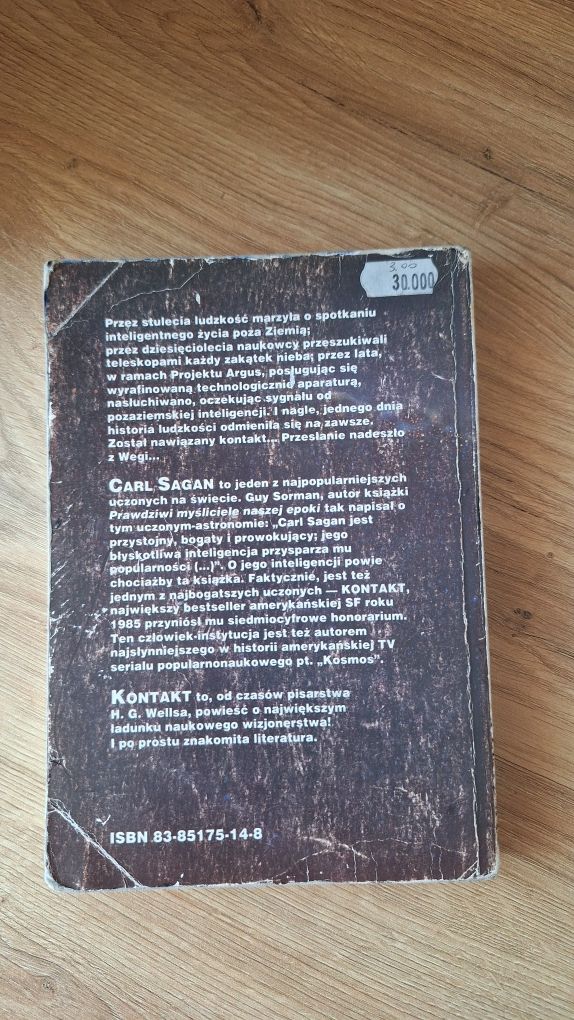 3,00
30.000
Przez stulecia ludzkość marzyła o spotkaniu
inteligentnego życia poza Ziemią;
przez dziesięciolecia naukowcy przeszukiwali
teleskopami każdy zakątek nieba; przez lata,
w ramach Projektu Argus, posługując się
wyrafinowaną technologicznie aparaturą,
nasłuchiwano, oczekując sygnału od
pozaziemskiej inteligencji. I nagle, jednego dnia
historia ludzkości odmieniła się na zawsze.
Został nawiązany kontakt... Przesłanie nadeszło
z Wegi...
CARL SAGAN to jeden z najpopularniejszych
uczonych na świecie. Guy Sorman, autor książki
Prawdziwi myśliciele naszej epoki tak napisał o
tym uczonym-astronomie: „Carl Sagan jest
przystojny, bogaty i prowokujący; jego
błyskotliwa inteligencja przysparza mu
popularności (...)". O jego inteligencji powie
chociażby ta książka. Faktycznie, jest też
jednym z najbogatszych uczonych — KONTAKT,
największy bestseller amerykańskiej SF roku
1985 przyniósł mu siedmiocyfrowe honorarium.
Ten człowiek-instytucja jest też autorem
najsłynniejszego w historii amerykańskiej TV
serialu popularnonaukowego pt. „Kosmos".
KONTAKT to, od czasów pisarstwa
H. G. Wellsa, powieść o największym
ładunku naukowego wizjonerstwa!
I po prostu znakomita literatura.
ISBN 83-85175-14-8